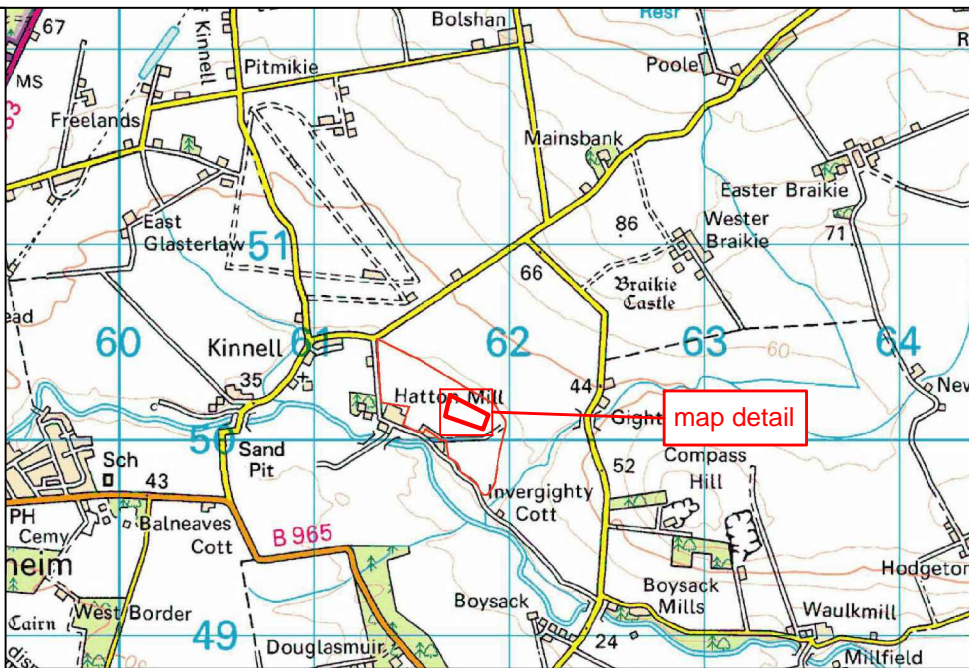 67
MS
Kinnell
Bolshan
Resr
Pitmikie
Poole
Freelands
Mainsbank
Easter Braikie
East
Glasterlaw
51
86
Wester
Braikie
71
66
Braikie
Castle
60
61
62
63
64
60
Kinnell
35
Hatton Mill
44
map detail
50
Sand
Pit
Sch
43
52
Compass
Hill
Invergighty
Cott
PH
Cemy
Balneaves
Cott
B 965
heim
Hodgeton
Boysack
Boysack
Mills
West Border
Cairn
Waulkmill
49
Douglasmuir
24
Millfield